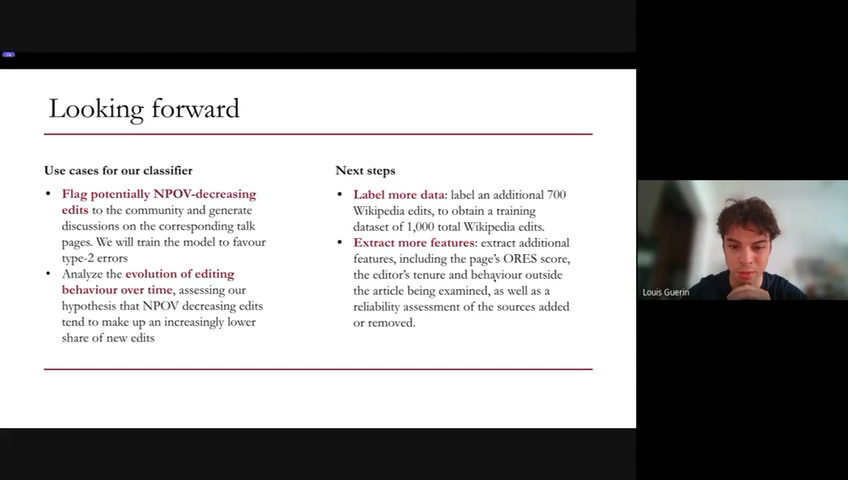 Looking forward
Use cases for our classifier
• Flag potentially NPOV-decreasing
edits to the community and generate
discussions on the corresponding talk
pages. We will train the model to favour
type-2 errors
• Analyze the evolution of editing
behaviour over time, assessing our
hypothesis that NPOV decreasing edits
tend to make up an increasingly lower
share of new edits
Next steps
• Label more data: label an additional 700
Wikipedia edits, to obtain a training
dataset of 1,000 total Wikipedia edits.
• Extract more features: extract additional
features, including the page's ORES score,
the editor's tenure and behaviour outside
the article being examined, as well as a
reliability assessment of the sources added
or removed.
Louis Guerin